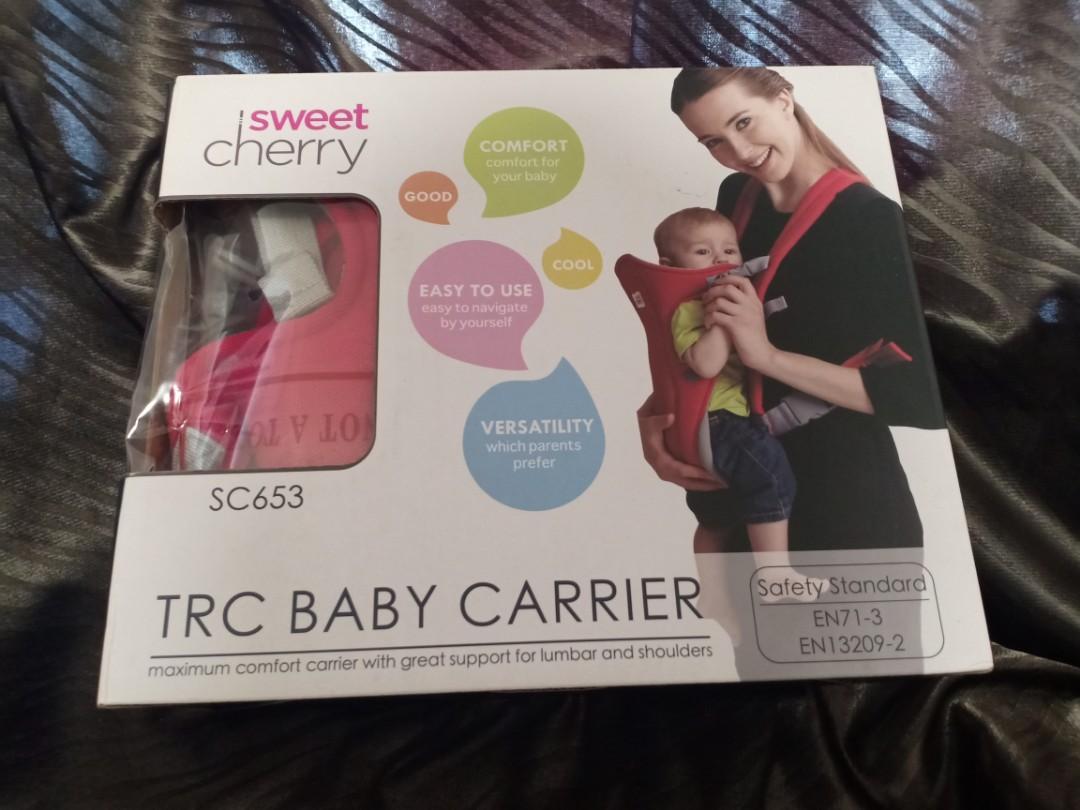 sweet
cherry
COMFORT
comfort for
your baby
GOOD
COOL
EASY TO USE
easy to navigate
by yourself
VERSATILITY
which parents
prefer
NOT A TO
SC653
TRC BABY CARRIER
maximum comfort carrier with great support for lumbar and shoulders
Safety Standard
EN71-3
EN13209-2